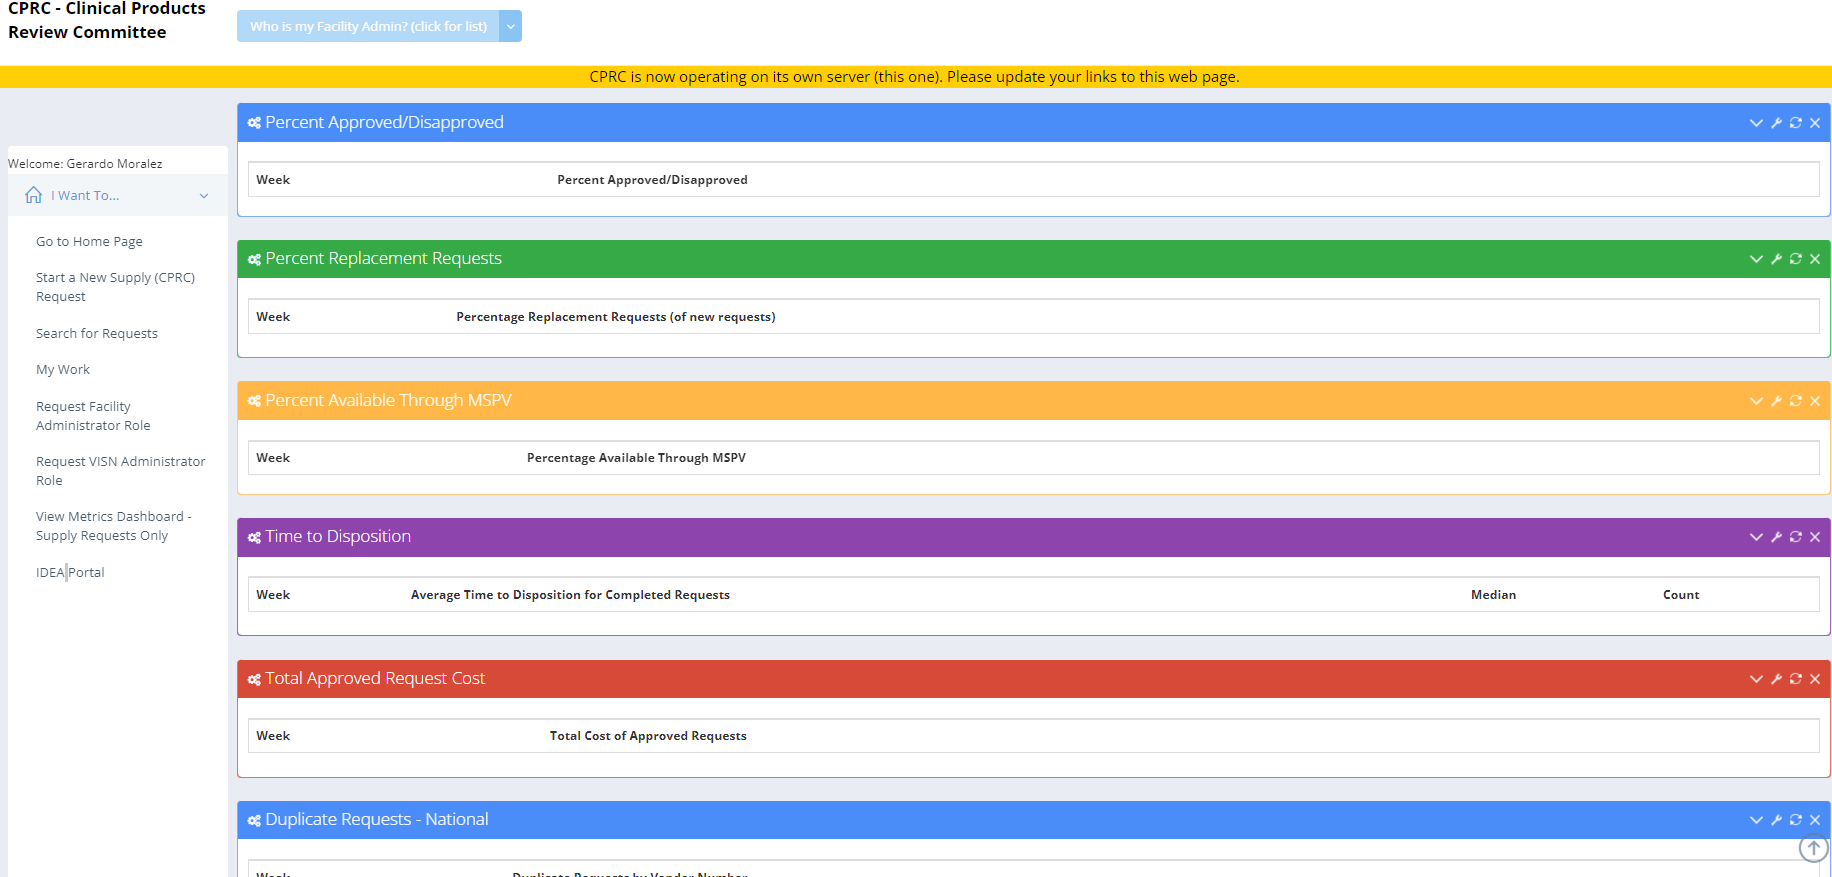 CPRC - Clinical Products
Review Committee
Who is my Facility Admin? (click for list)
CPRC is now operating on its own server (this one). Please update your links to this web page.
Welcome: Gerardo Moralez
I Want To...
Go to Home Page
Start a New Supply (CPRC)
Request
Search for Requests
My Work
Request Facility
Administrator Role
Request VISN Administrator
Role
View Metrics Dashboard -
Supply Requests Only
IDEA Portal
Percent Approved/Disapproved
Week Percent Approved/Disapproved
Percent Replacement Requests
Week Percentage Replacement Requests (of new requests)
Percent Available Through MSPV
Week Percentage Available Through MSPV
Time to Disposition
Week Average Time to Disposition for Completed Requests Median Count
Total Approved Request Cost
Week Total Cost of Approved Requests
Duplicate Requests - National
Week Duplicate Requests by Vendor Number